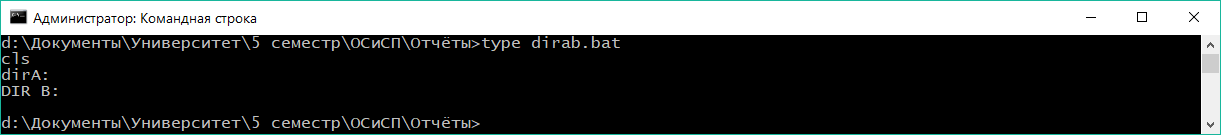 Администратор: Командная строка
d:\Документы\Университет\5 семестр\ОСиСП\Отчёты>type dirab.bat
cls
dirA:
DIR B:
d:\Документы\Университет\5 семестр\ОСиСП\Отчёты>